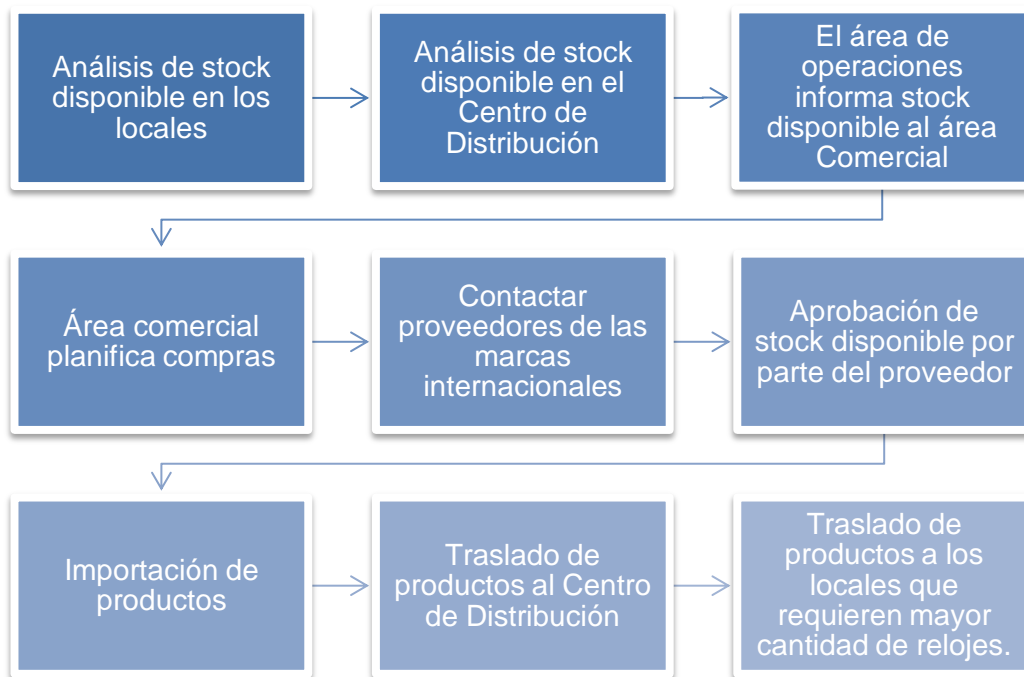 Análisis de stock
disponible en los
locales
Análisis de stock
disponible en el
Centro de
Distribución
El área de
operaciones
informa stock
disponible al área
Comercial
Área comercial
planifica compras
Contactar
proveedores de las
marcas
internacionales
Aprobación de
stock disponible por
parte del proveedor
Importación de
productos
Traslado de
productos al Centro
de Distribución
Traslado de
productos a los
locales que
requieren mayor
cantidad de relojes.